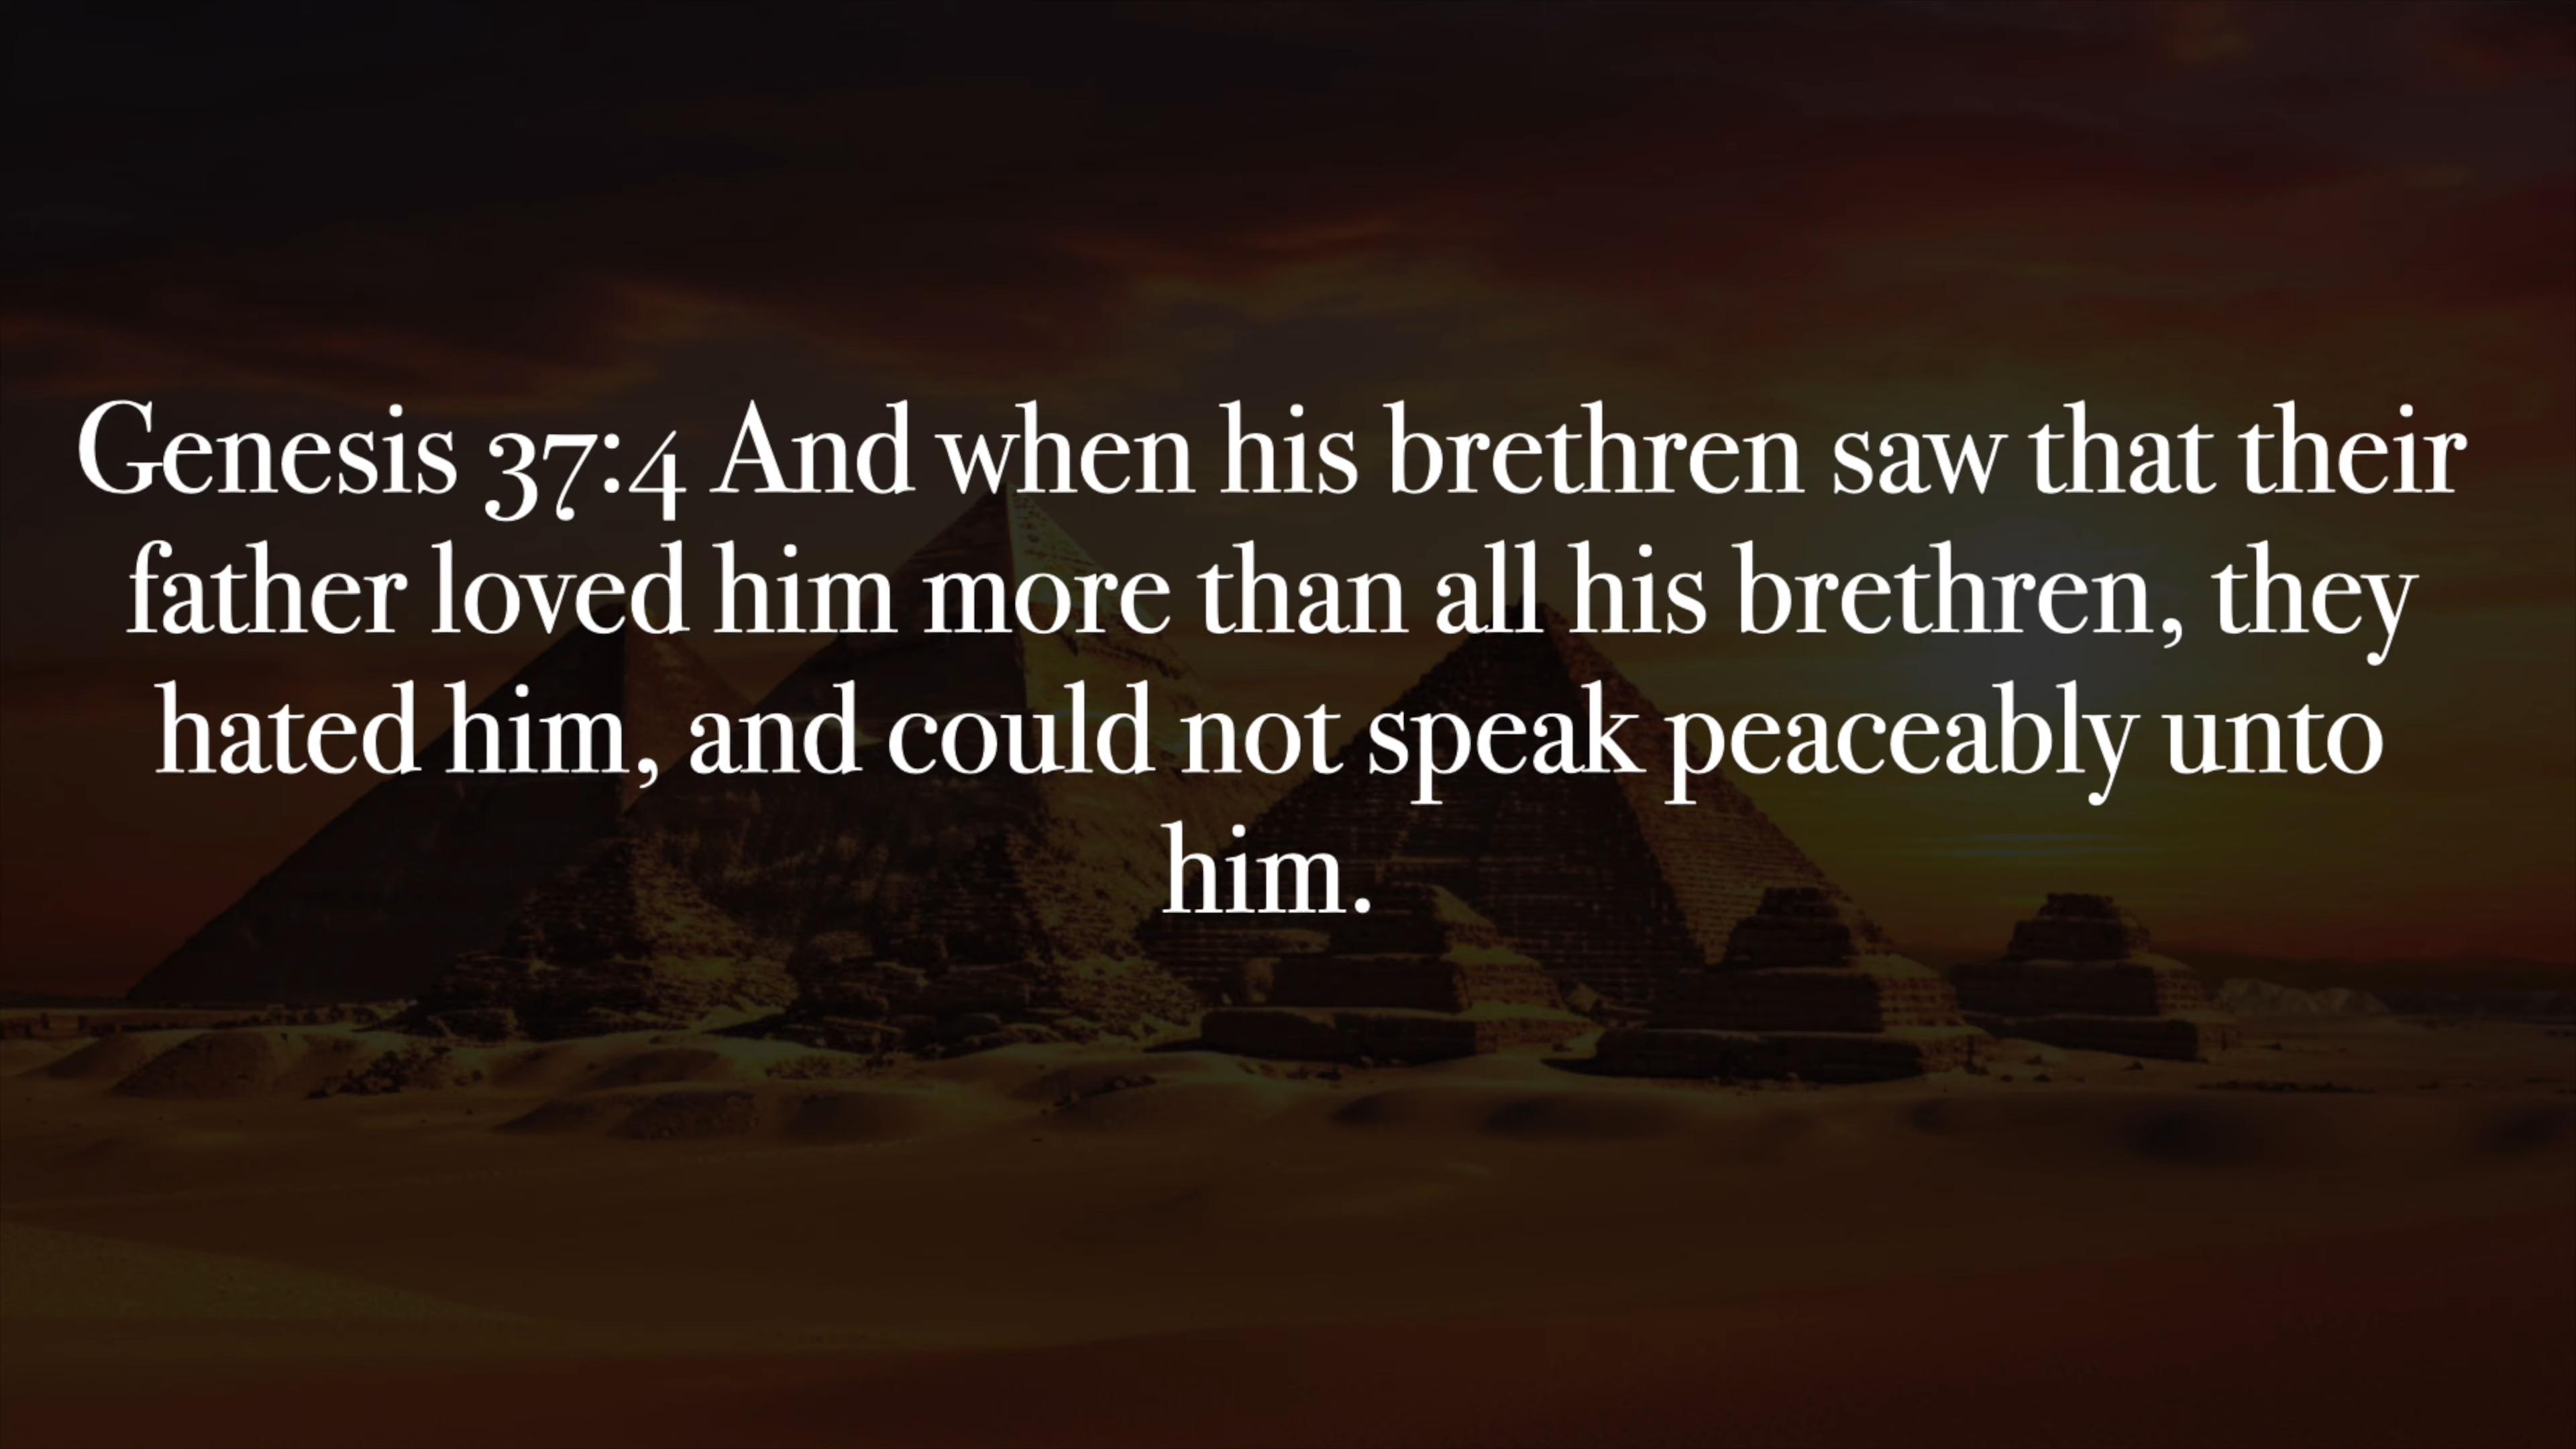 Genesis 37:4 And when his brethren saw that their
father loved him more than all his brethren, they
hated him, and could not speak peaceably unto
him.